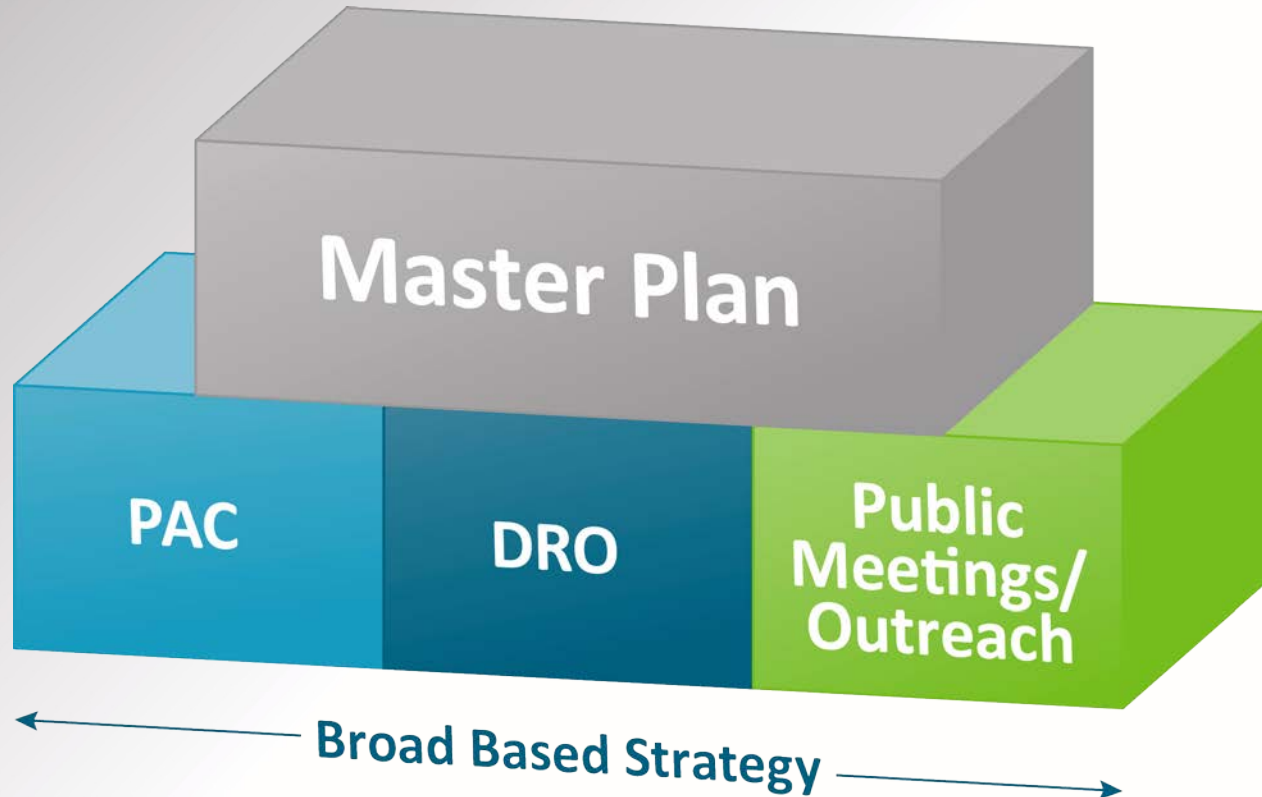 Master Plan
PAC
DRO
Public
Meetings/
Outreach
Broad Based Strategy